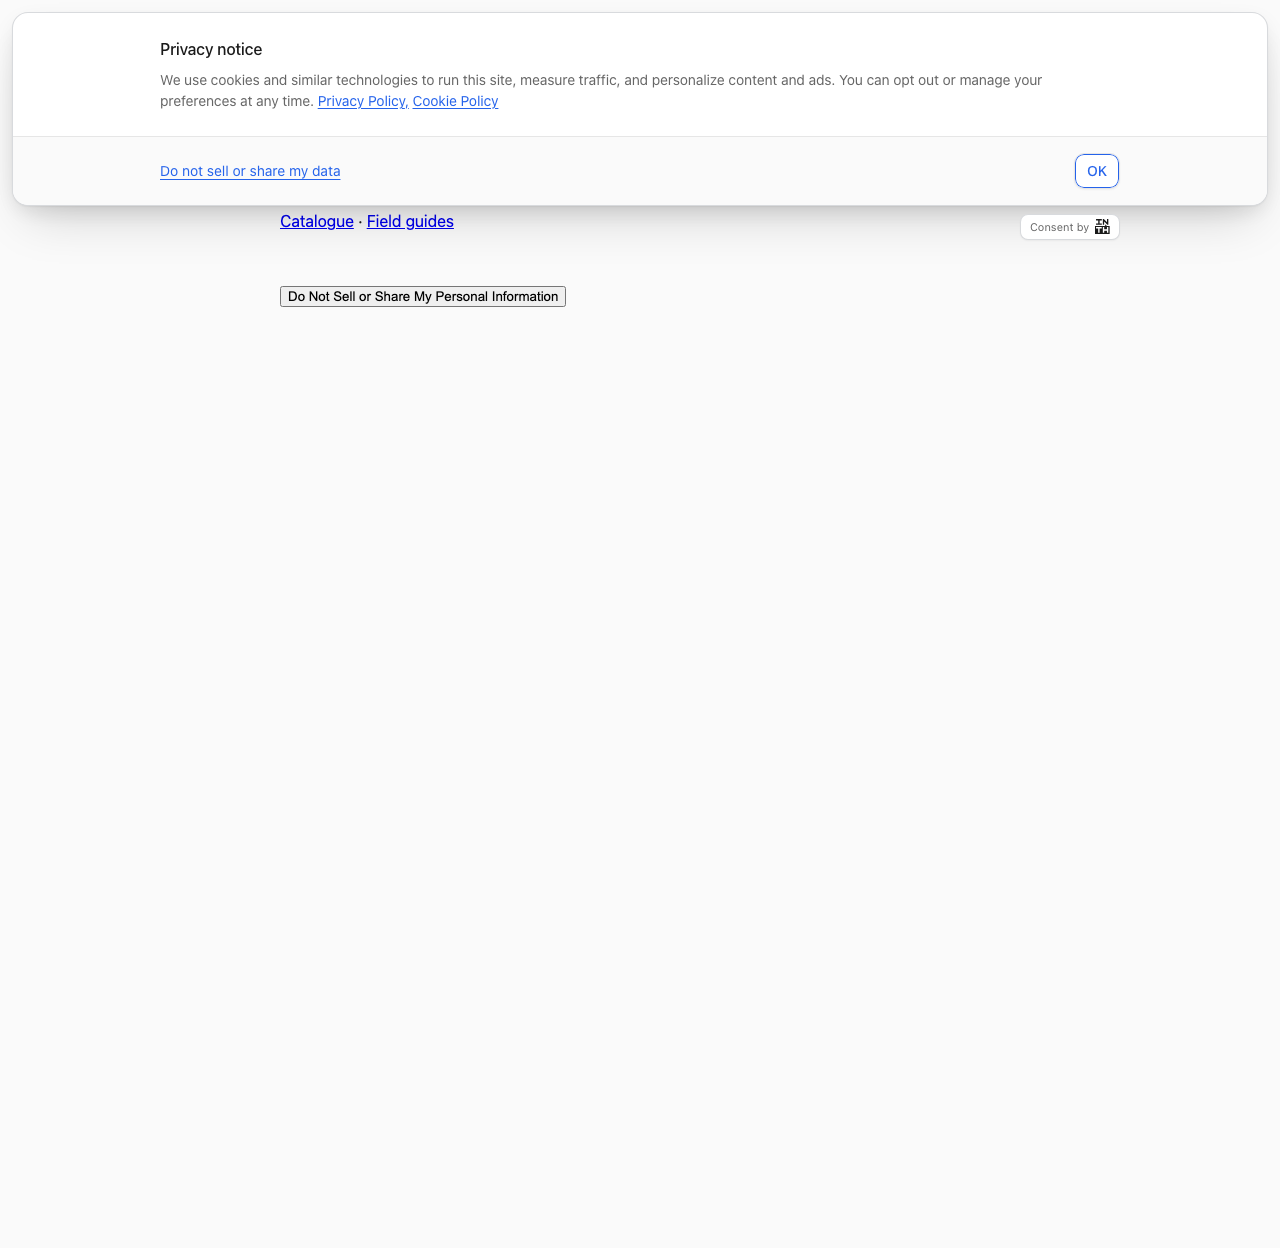 Privacy notice
We use cookies and similar technologies to run this site, measure traffic, and personalize content and ads. You can opt out or manage your
preferences at any time. Privacy Policy, Cookie Policy
Do not sell or share my data
OK
Catalogue · Field guides
Consent by INTH
Do Not Sell or Share My Personal Information